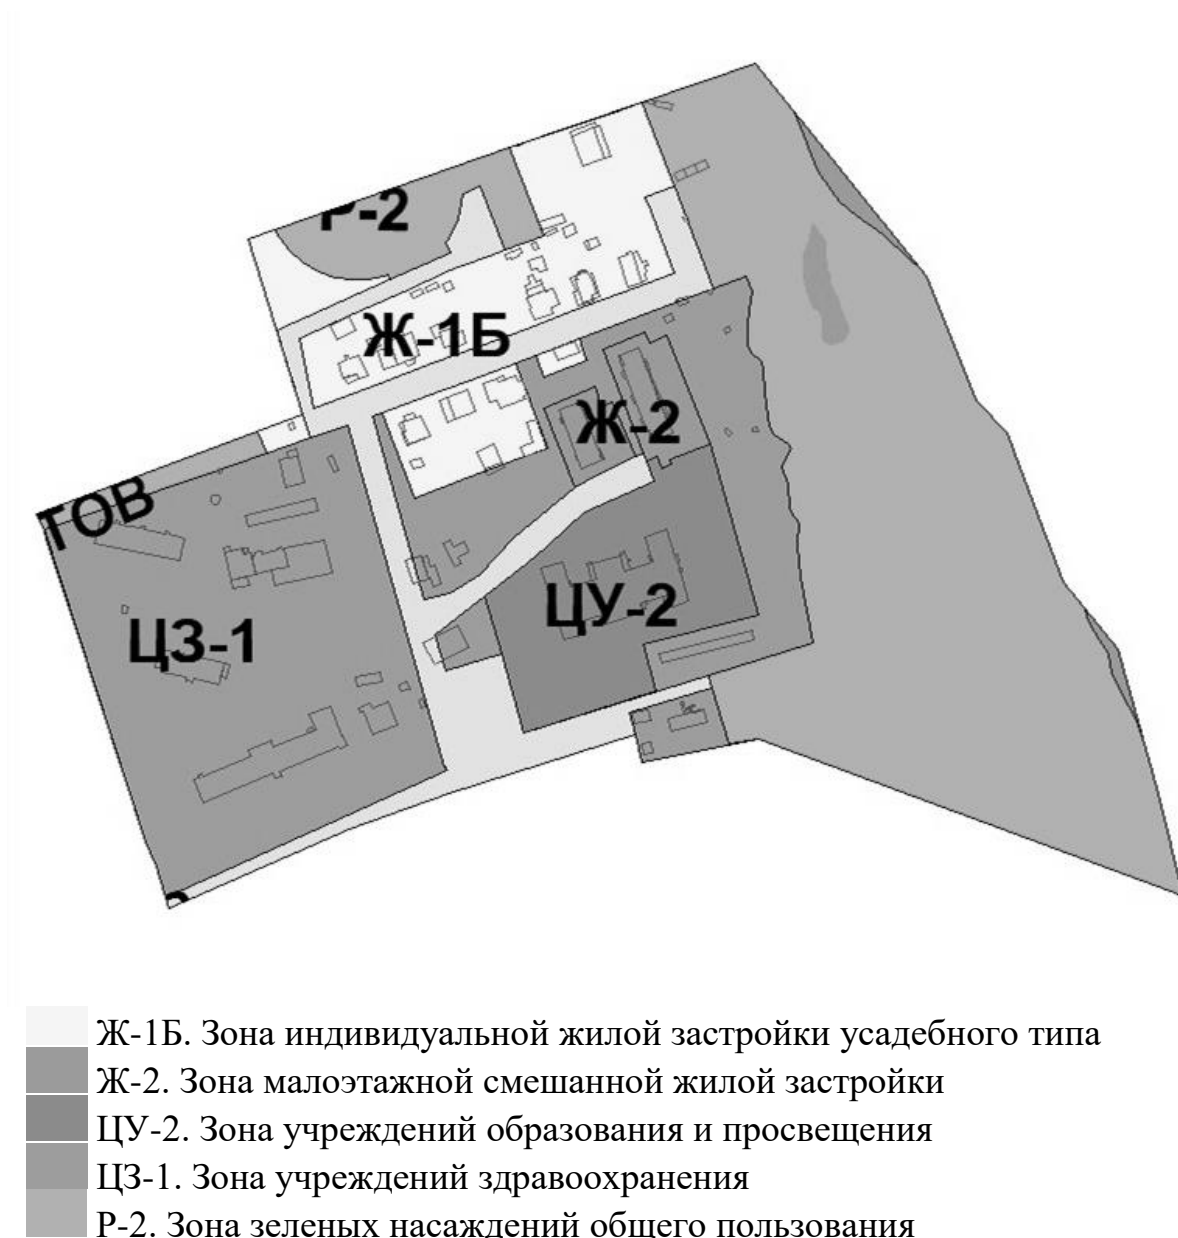 Р-2
Ж-1Б
Ж-2
ТОВ
ЦУ-2
ЦЗ-1
Ж-1Б. Зона индивидуальной жилой застройки усадебного типа
Ж-2. Зона малоэтажной смешанной жилой застройки
ЦУ-2. Зона учреждений образования и просвещения
ЦЗ-1. Зона учреждений здравоохранения
Р-2. Зона зеленых насаждений общего пользования